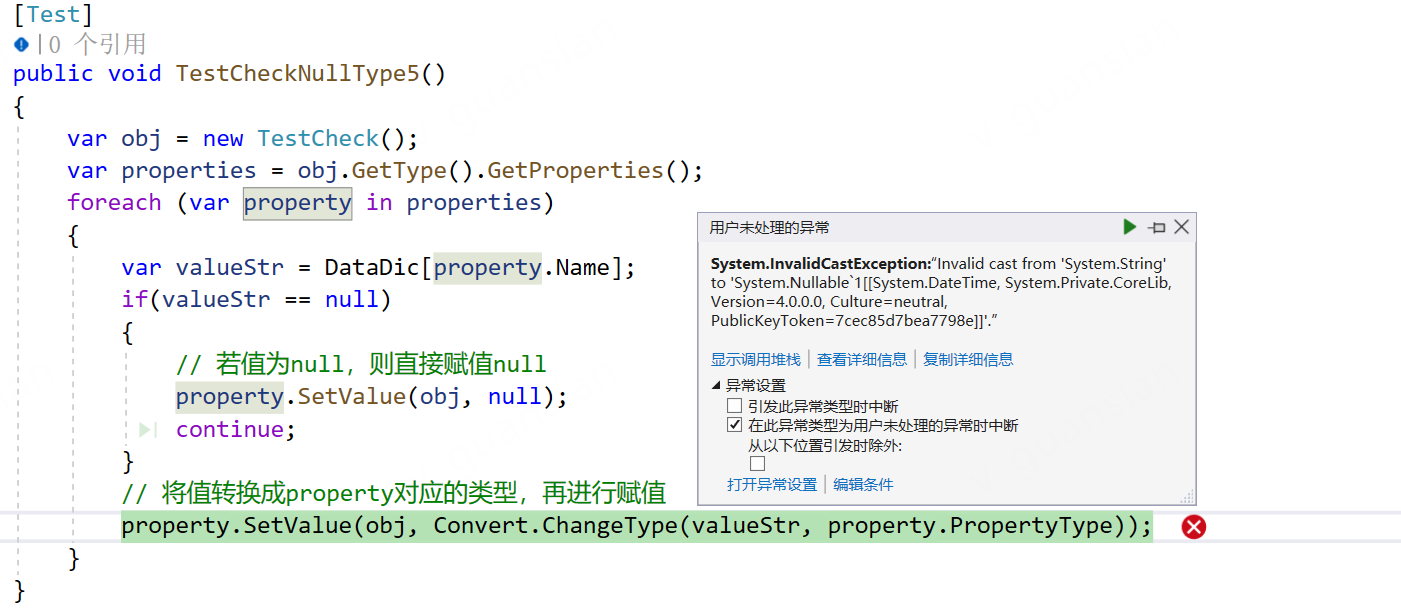 [Test]
0 个引用
public void TestCheckNullType5()
{
var obj = new TestCheck();
var properties = obj.GetType().GetProperties();
foreach (var property in properties)
{
var valueStr = DataDic[property.Name];
if(valueStr == null)
{
// 若值为null，则直接赋值null
property.SetValue(obj, null);
continue;
}
// 将值转换成property对应的类型，再进行赋值
property.SetValue(obj, Convert.ChangeType(valueStr, property.PropertyType));
}
}
用户未处理的异常
System.InvalidCastException:“Invalid cast from 'System.String'
to 'System.Nullable`1[[System.DateTime, System.Private.CoreLib,
Version=4.0.0.0, Culture=neutral,
PublicKeyToken=7cec85d7bea7798e]]'.”
显示调用堆栈 | 查看详细信息 | 复制详细信息
异常设置
引发此异常类型时中断
在此异常类型为用户未处理的异常时中断
从以下位置引发时除外:
打开异常设置 | 编辑条件